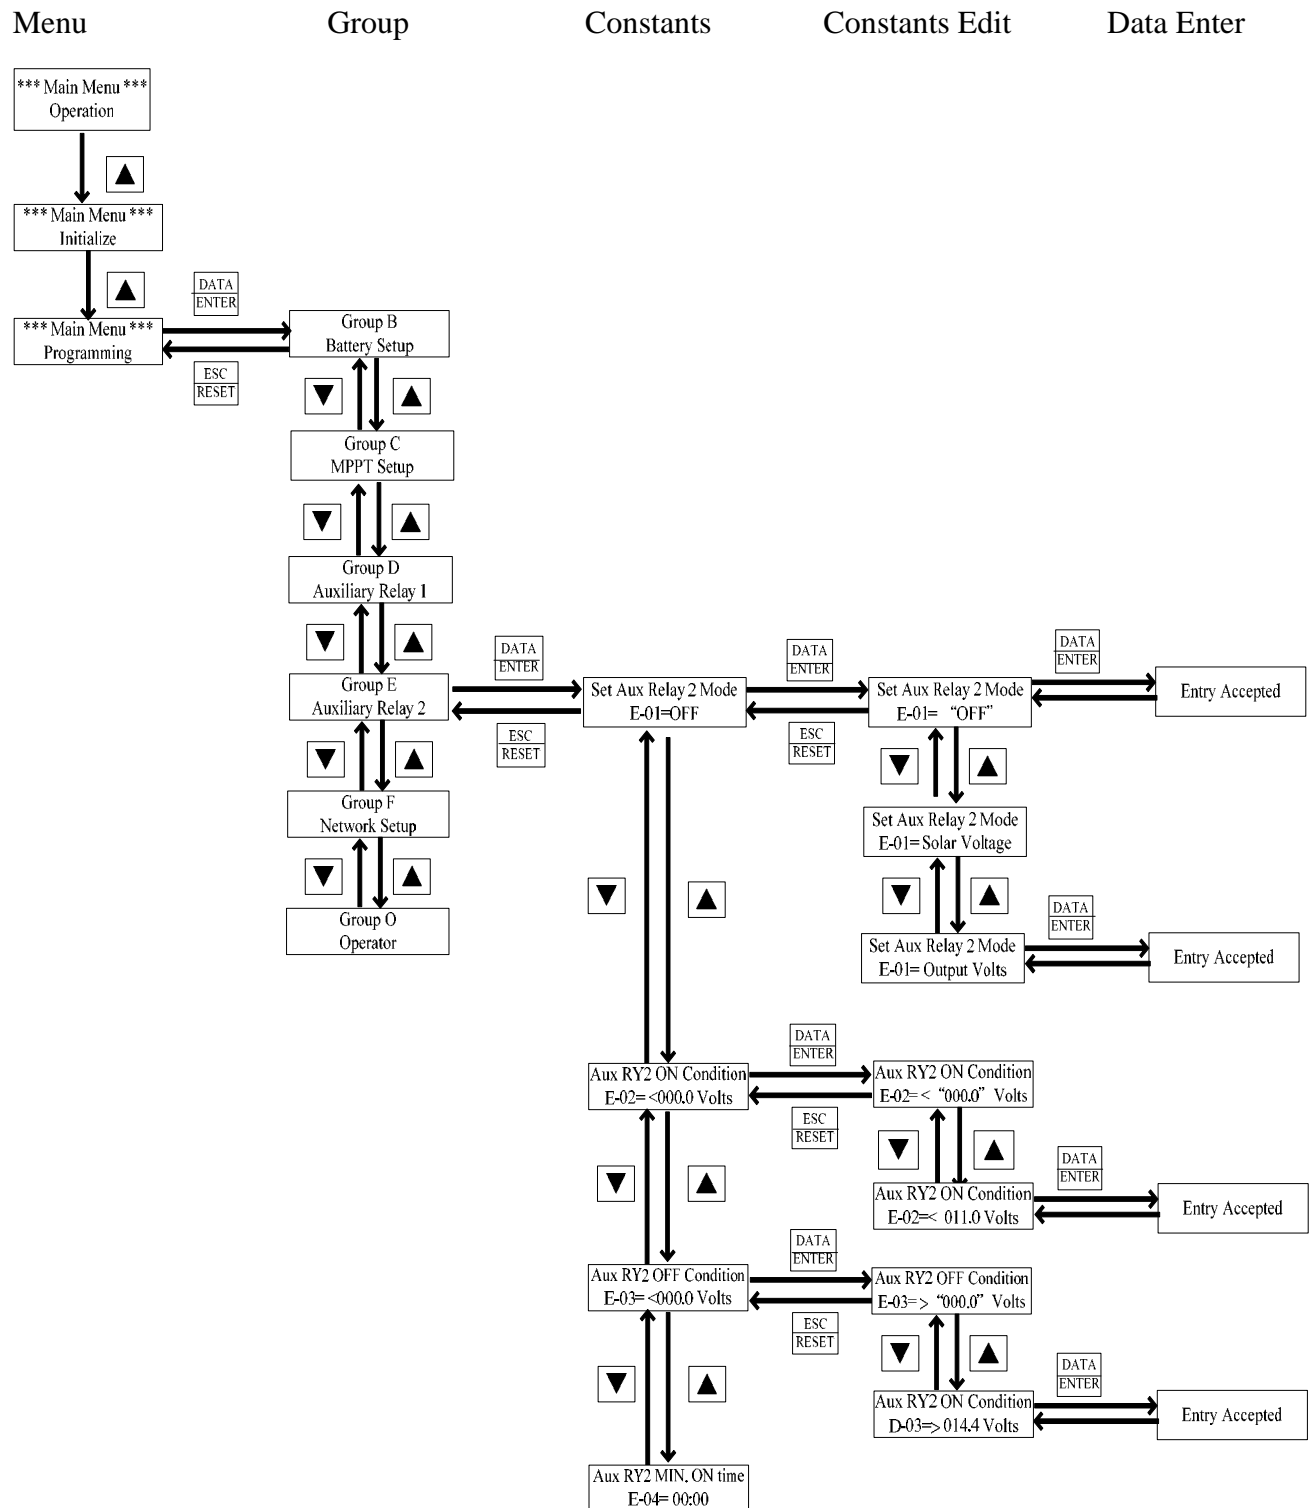 Menu Group Constants Constants Edit Data Enter
*** Main Menu ***
Operation
*** Main Menu ***
Initialize
*** Main Menu ***
Programming
DATA
ENTER
ESC
RESET
Group B
Battery Setup
Group C
MPPT Setup
Group D
Auxiliary Relay 1
Group E
Auxiliary Relay 2
Group F
Network Setup
Group O
Operator
DATA
ENTER
ESC
RESET
Set Aux Relay 2 Mode
E-01=OFF
DATA
ENTER
ESC
RESET
Set Aux Relay 2 Mode
E-01= “OFF”
DATA
ENTER
Entry Accepted
Set Aux Relay 2 Mode
E-01= Solar Voltage
Set Aux Relay 2 Mode
E-01= Output Volts
DATA
ENTER
Entry Accepted
Aux RY2 ON Condition
E-02= <000.0 Volts
DATA
ENTER
ESC
RESET
Aux RY2 ON Condition
E-02= < “000.0” Volts
Aux RY2 ON Condition
E-02=< 011.0 Volts
DATA
ENTER
Entry Accepted
Aux RY2 OFF Condition
E-03= <000.0 Volts
DATA
ENTER
ESC
RESET
Aux RY2 OFF Condition
E-03= > “000.0” Volts
Aux RY2 ON Condition
D-03=> 014.4 Volts
DATA
ENTER
Entry Accepted
Aux RY2 MIN. ON time
E-04= 00:00